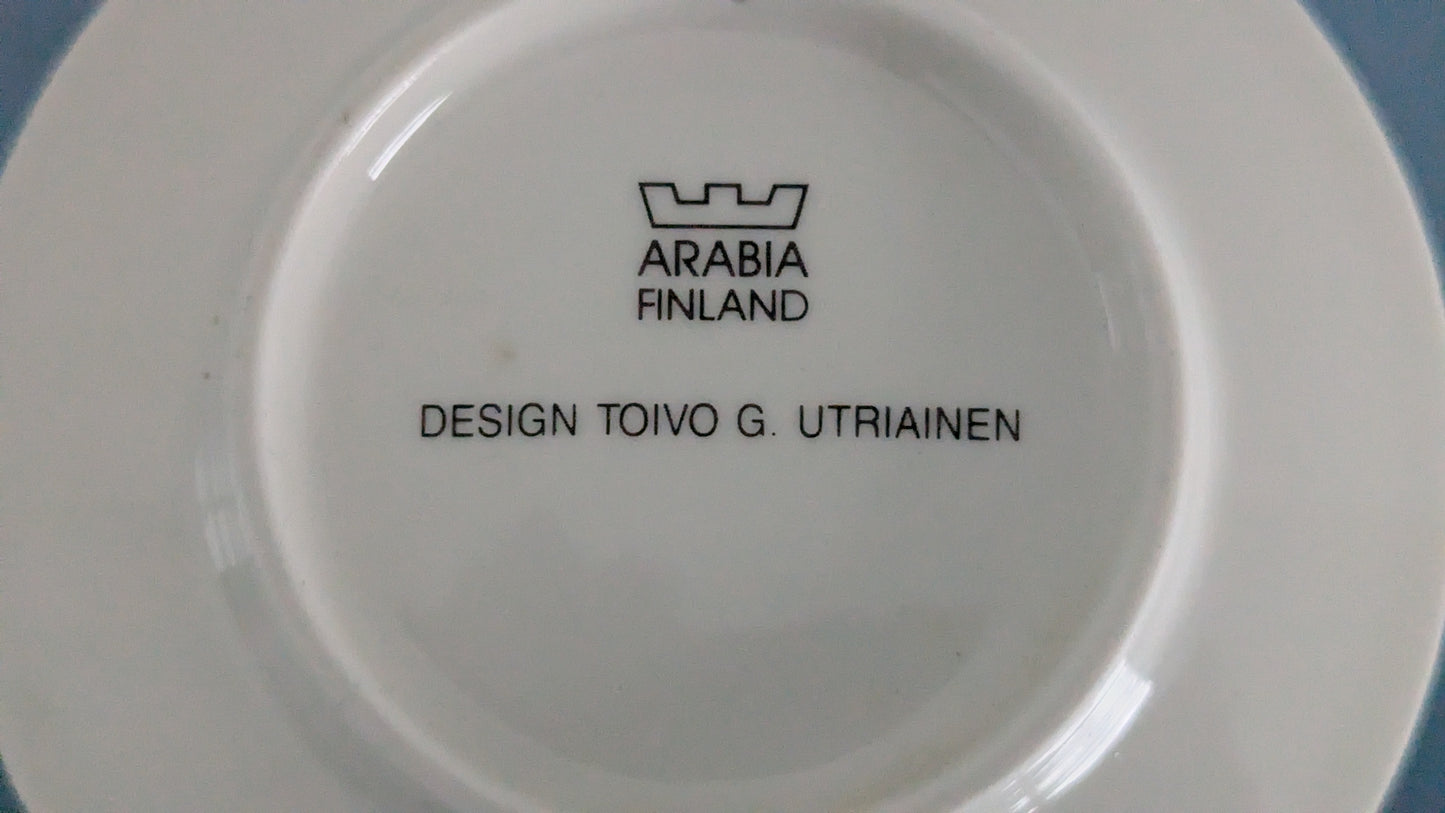 ARABIA
FINLAND
DESIGN TOIVO G. UTRIAINEN